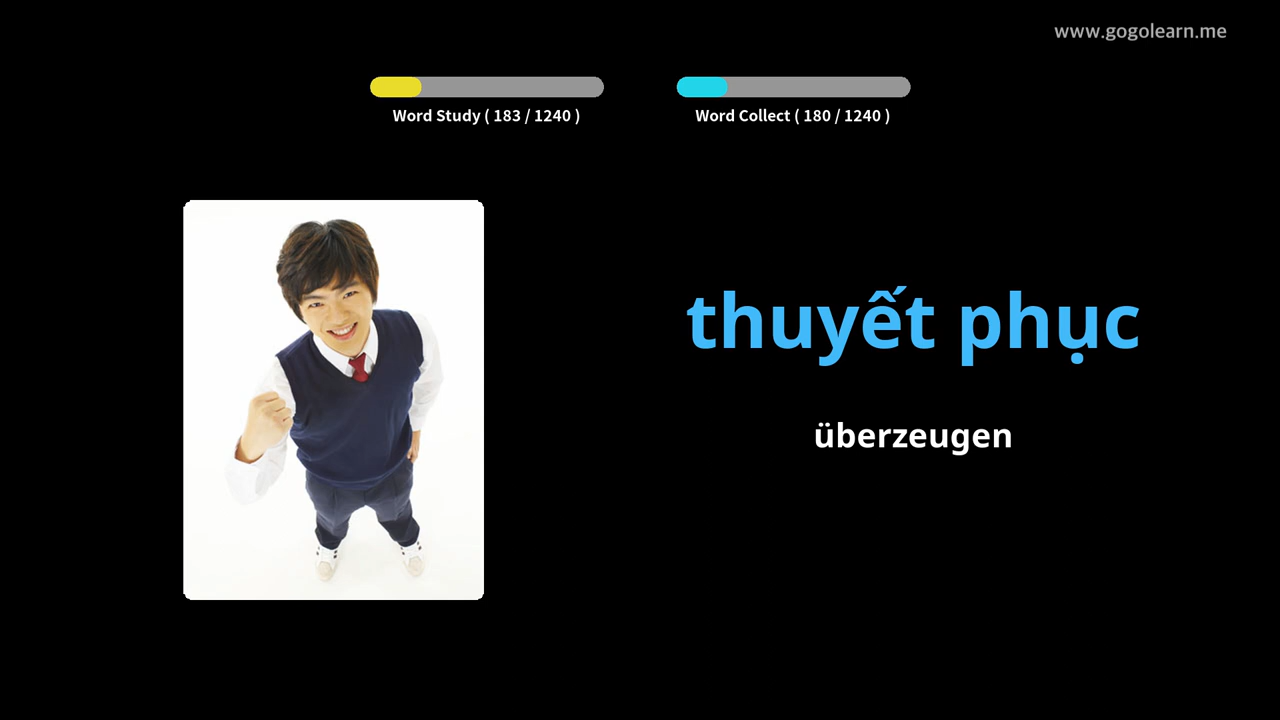 www.gogolearn.me
Word Study ( 183 / 1240 )
Word Collect ( 180 / 1240 )
thuyết phục
überzeugen